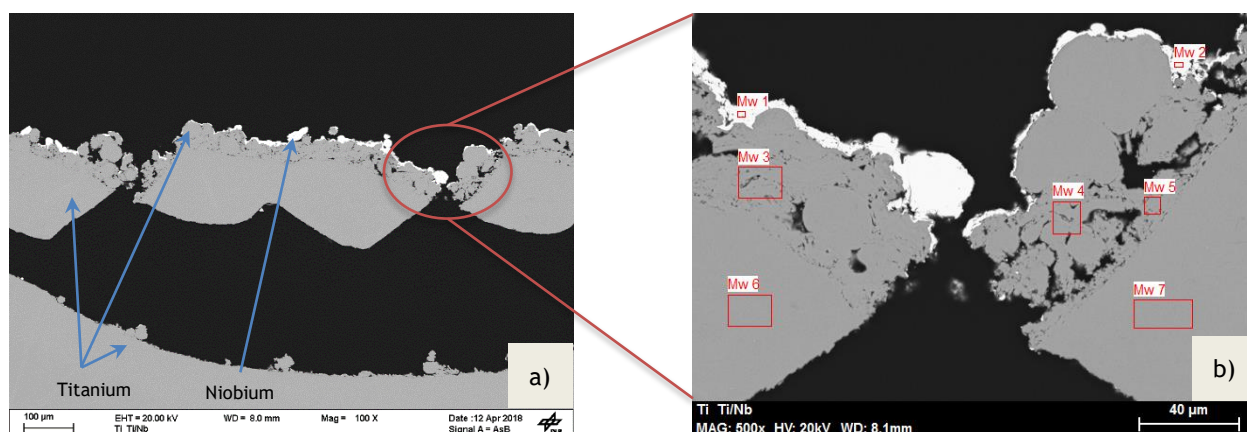 Titanium
Niobium
a)
100 µm
EHT = 20.00 kV
WD = 8.0 mm
Mag = 100 X
Date :12 Apr 2018
Ti Ti/Nb
Signal A = AsB
DLR
Mw 1
Mw 2
Mw 3
Mw 4
Mw 5
Mw 6
Mw 7
b)
Ti Ti/Nb
MAG: 500x HV: 20kV WD: 8.1mm
40 µm